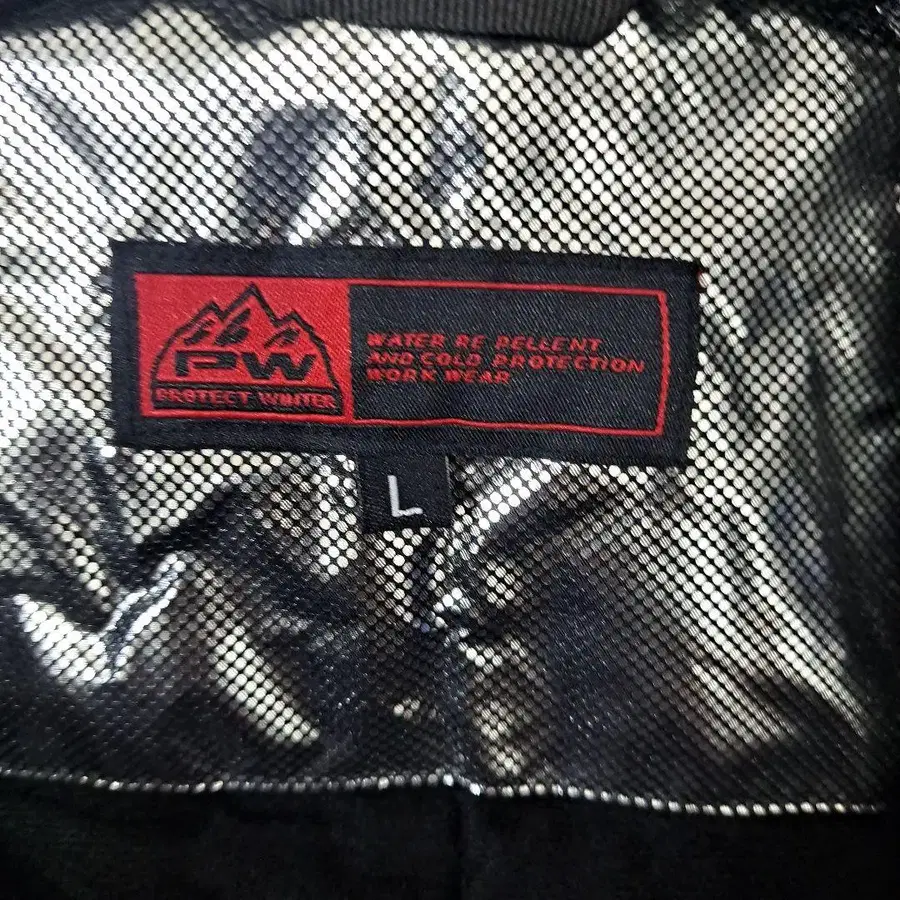 PW
PROTECT WINTER
WATER RE PELLENT
AND COLD PROTECTION
WORK WEAR
L